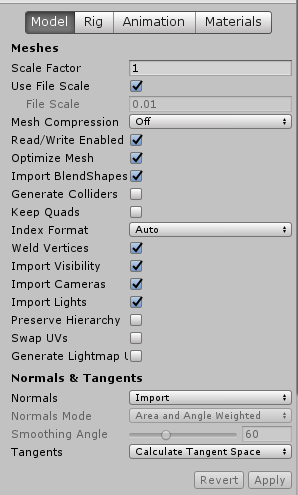 Model Rig Animation Materials
Meshes
Scale Factor 1
Use File Scale
File Scale 0.01
Mesh Compression Off
Read/Write Enabled
Optimize Mesh
Import BlendShapes
Generate Colliders
Keep Quads
Index Format Auto
Weld Vertices
Import Visibility
Import Cameras
Import Lights
Preserve Hierarchy
Swap UVs
Generate Lightmap U
Normals & Tangents
Normals Import
Normals Mode Area and Angle Weighted
Smoothing Angle 60
Tangents Calculate Tangent Space
Revert Apply